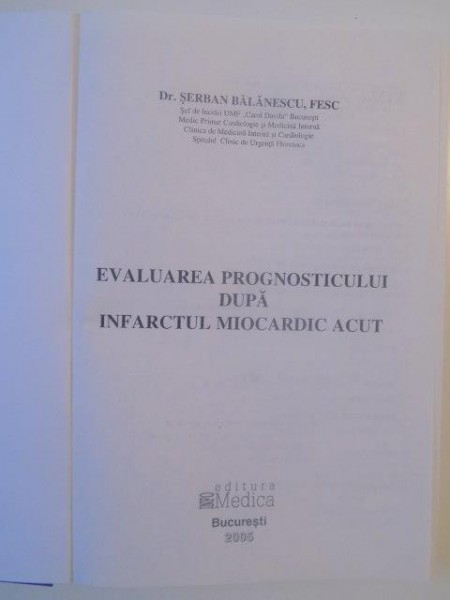 Dr. ŞERBAN BĂLĂNESCU, FESC
Şef de lucrări UMF „Carol Davila” Bucureşti
Medic Primar Cardiologie şi Medicină Internă
Clinica de Medicină Internă şi Cardiologie
Spitalul Clinic de Urgenţă Floreasca
EVALUAREA PROGNOSTICULUI
DUPĂ
INFARCTUL MIOCARDIC ACUT
editura
Medica
Bucureşti
2005